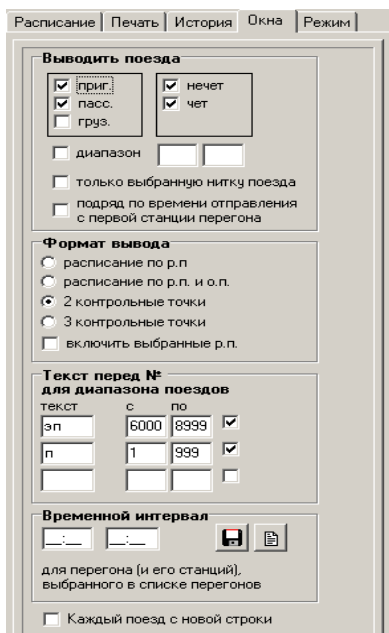 Расписание Печать История Окна Режим
Выводить поезда
приг. нечет
пасс. чет
груз.
диапазон
только выбранную нитку поезда
подряд по времени отправления
с первой станции перегона
Формат вывода
расписание по р.п
расписание по р.п. и о.п.
2 контрольные точки
3 контрольные точки
включить выбранные р.п.
Текст перед №
для диапазона поездов
текст с по
эп 6000 8999
п 1 999
Временной интервал
__:__ __:__
для перегона (и его станций),
выбранного в списке перегонов
Каждый поезд с новой строки